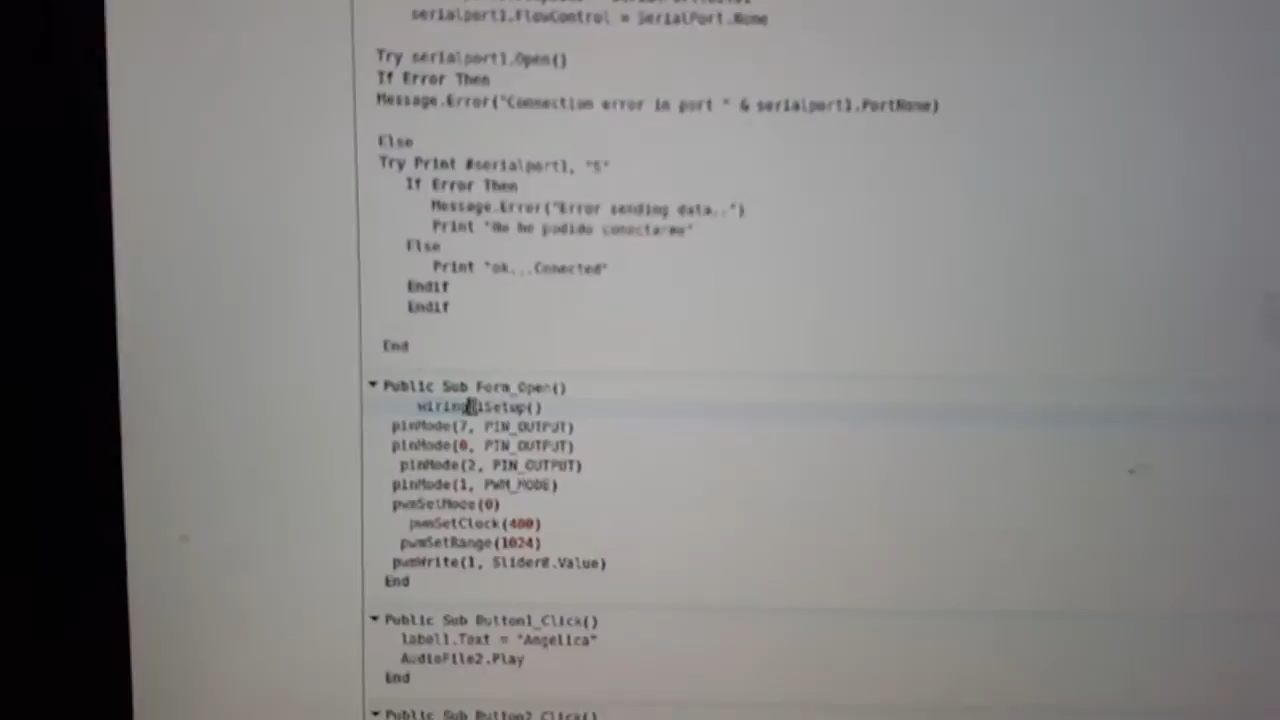 serialport1.FlowControl = SerialPort.None
Try serialport1.Open()
If Error Then
Message.Error("Connection error in port " & serialport1.PortName)
Else
Try Print #serialport1, "S"
If Error Then
Message.Error("Error sending data..")
Print "No he podido conectarme"
Else
Print "ok...Connected"
Endif
Endif
End
Public Sub Form_Open()
wiringPiSetup()
pinMode(7, PIN_OUTPUT)
pinMode(0, PIN_OUTPUT)
pinMode(2, PIN_OUTPUT)
pinMode(1, PWM_MODE)
pwmSetMode(0)
pwmSetClock(400)
pwmSetRange(1024)
pwmWrite(1, Slider8.Value)
End
Public Sub Button1_Click()
label1.Text = "Angelica"
AudioFile2.Play
End
Public Sub Button2_Click()